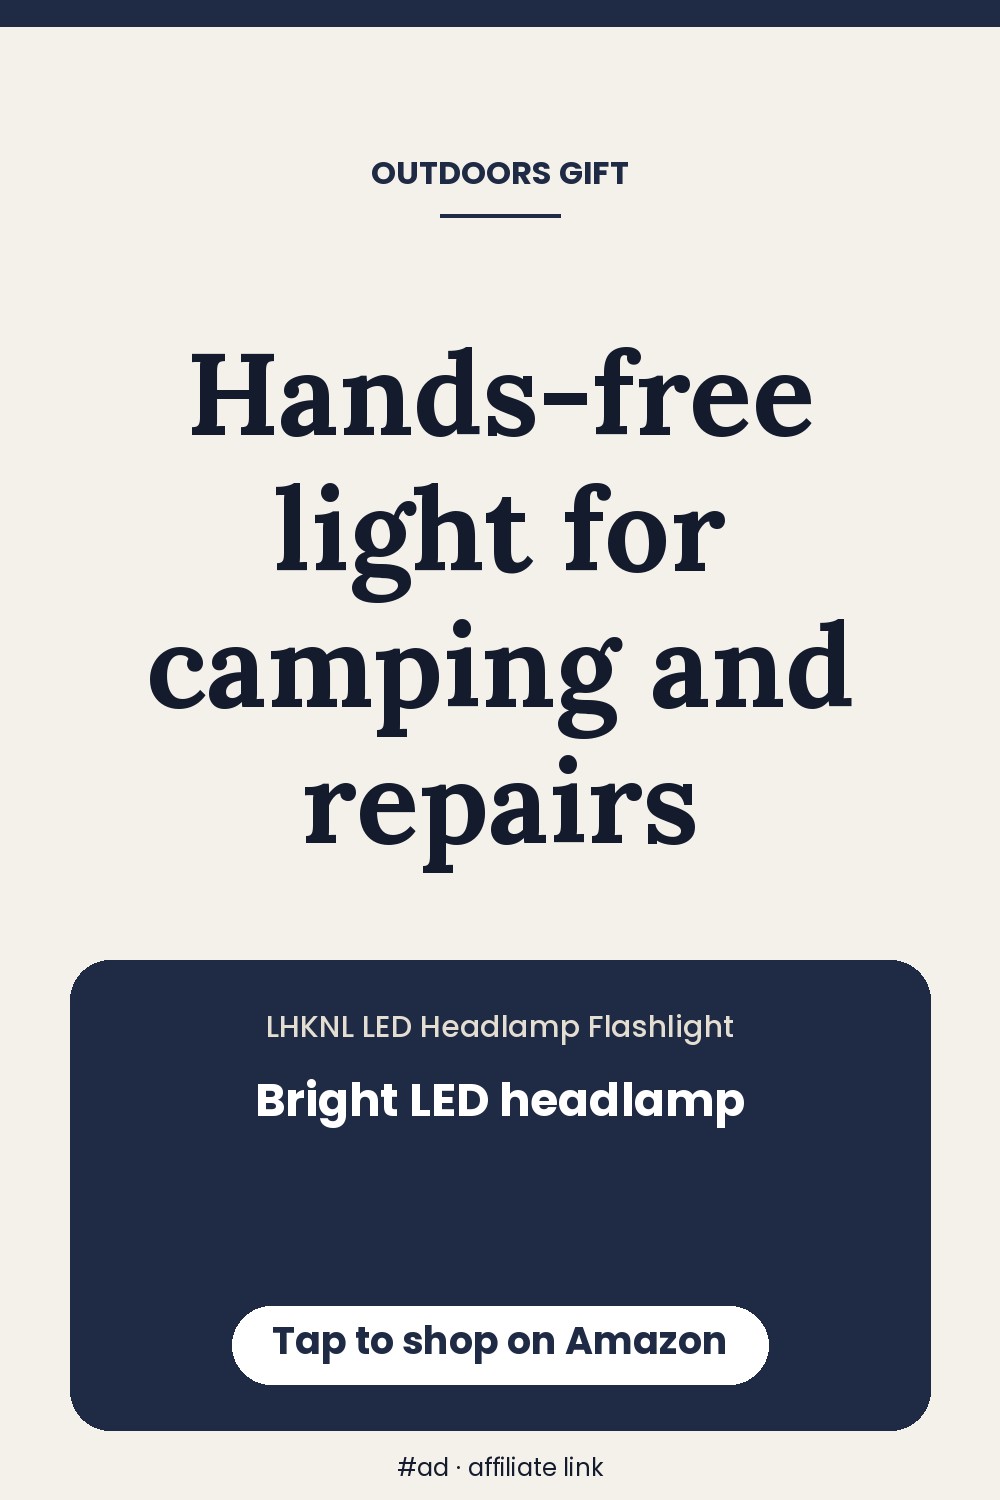 OUTDOORS GIFT
Hands-free
light for
camping and
repairs
LHKNL LED Headlamp Flashlight
Bright LED headlamp
Tap to shop on Amazon
#ad · affiliate link